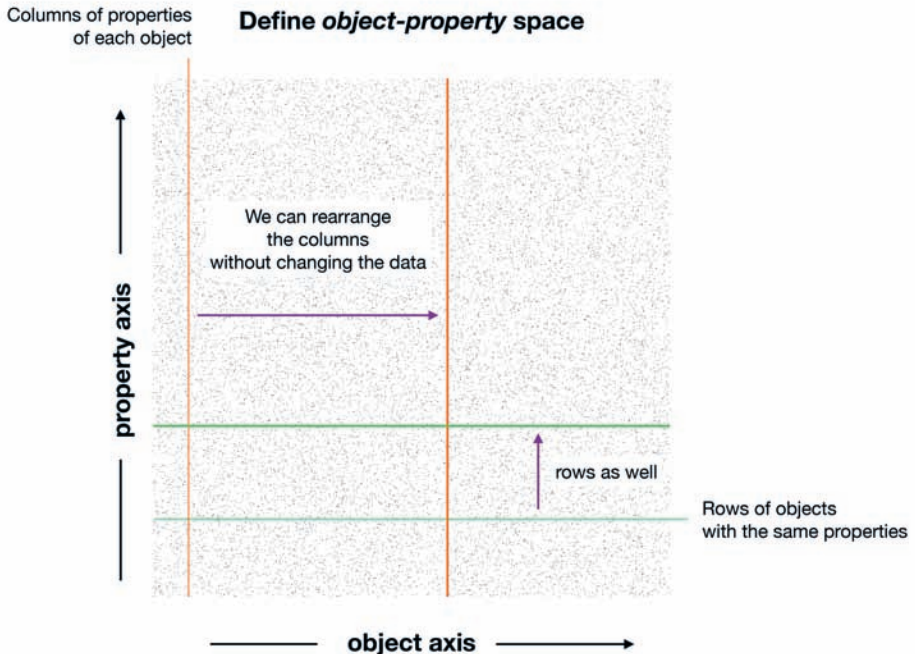 Columns of properties
of each object
Define object-property space
We can rearrange
the columns
without changing the data
property axis
rows as well
Rows of objects
with the same properties
object axis